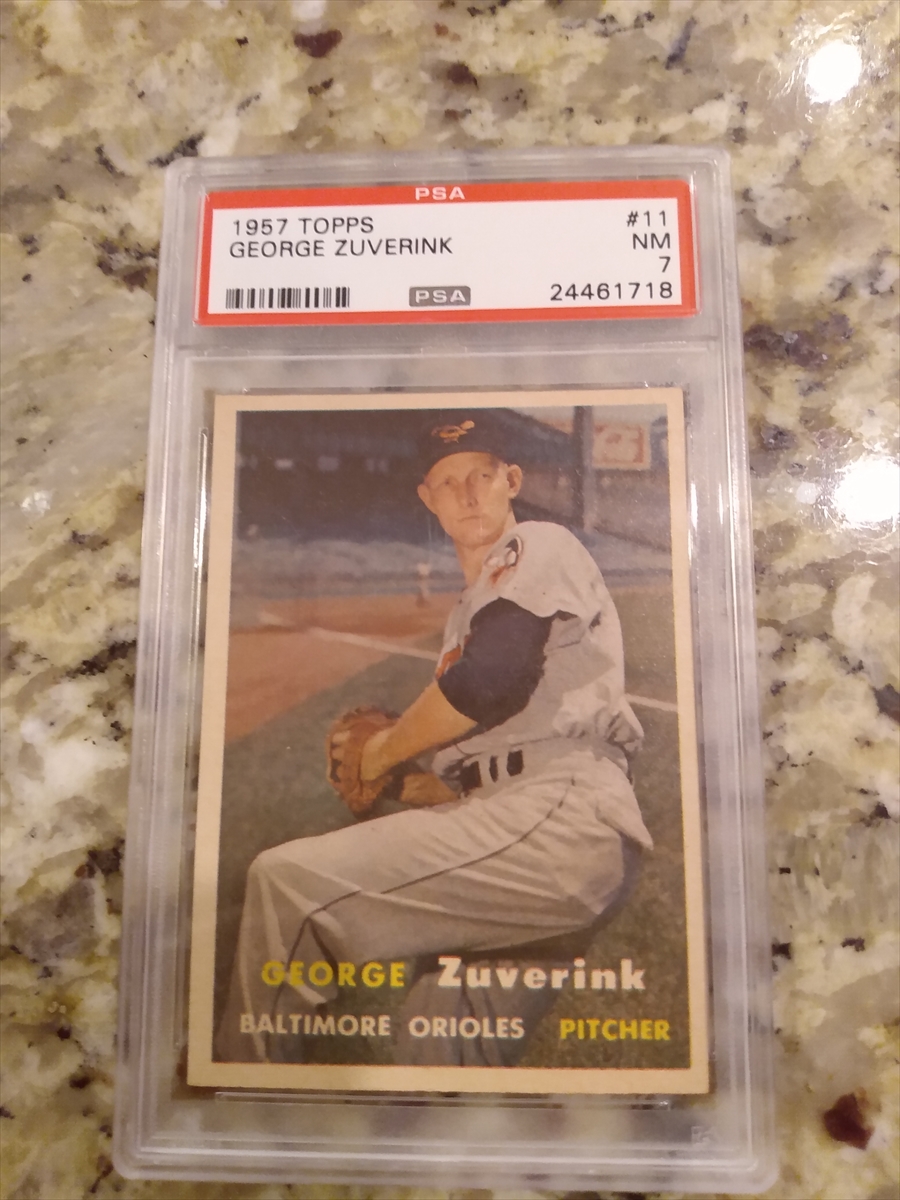 PSA
1957 TOPPS #11
GEORGE ZUVERINK NM
7
PSA 24461718
GEORGE Zuverink
BALTIMORE ORIOLES PITCHER